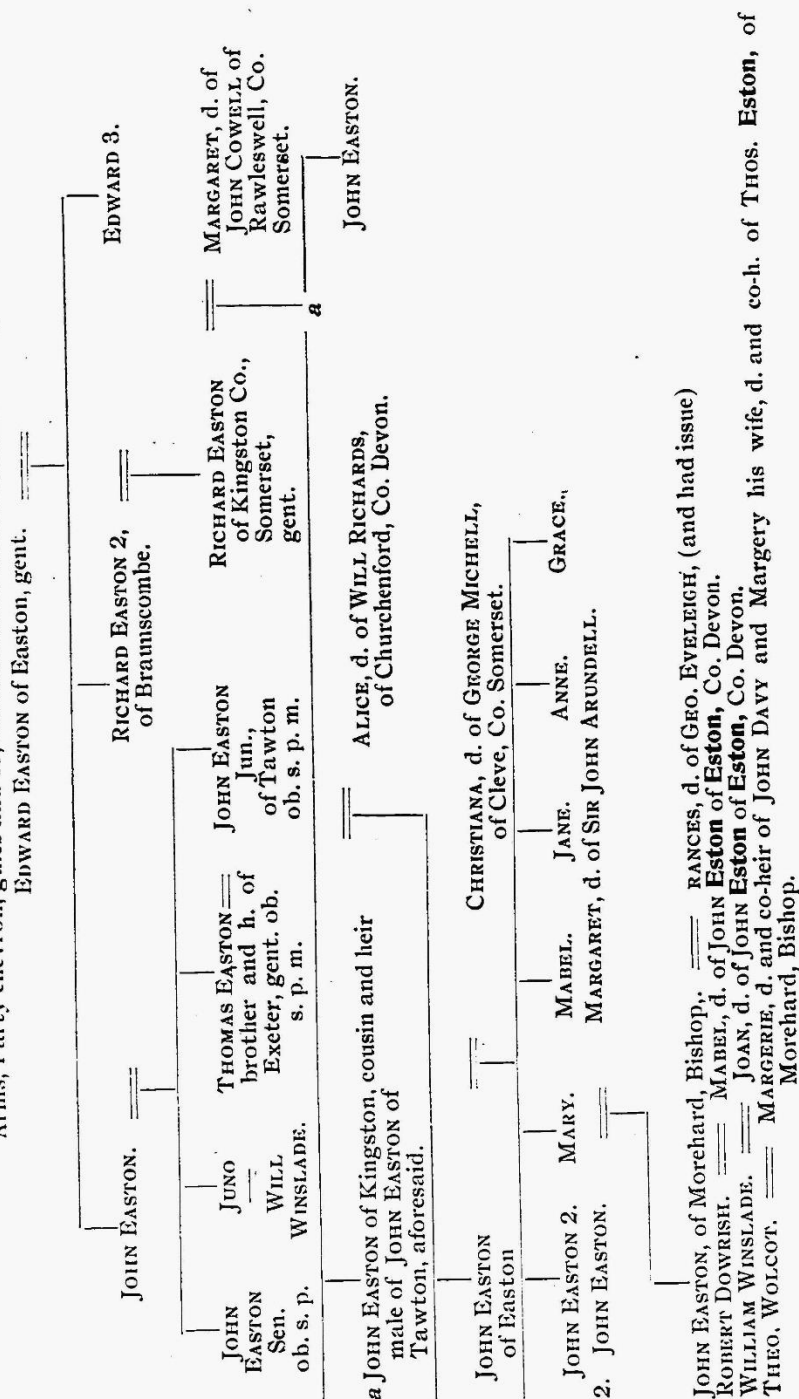 EDWARD EASTON of Easton, gent.
JOHN EASTON.
RICHARD EASTON 2,
of Braunscombe.
EDWARD 3.
JOHN
EASTON
Sen.
ob. s. p.
JUNO
WILL
WINSLADE.
THOMAS EASTON
brother and h. of
Exeter, gent. ob.
s. p. m.
JOHN EASTON
Jun.,
of Tawton
ob. s. p. m.
RICHARD EASTON
of Kingston Co.,
Somerset,
gent.
MARGARET, d. of
JOHN COWELL of
Rawleswell, Co.
Somerset.
a
JOHN EASTON.
a JOHN EASTON of Kingston, cousin and heir
male of JOHN EASTON of
Tawton, aforesaid.
ALICE, d. of WILL RICHARDS,
of Churchenford, Co. Devon.
JOHN EASTON
of Easton
CHRISTIANA, d. of GEORGE MICHELL,
of Cleve, Co. Somerset.
JOHN EASTON 2. MARY. MABEL. JANE. ANNE. GRACE.,
2. JOHN EASTON. MARGARET, d. of SIR JOHN ARUNDELL.
JOHN EASTON, of Morehard, Bishop,. RANCES, d. of GEO. EVELEIGH, (and had issue)
ROBERT DOWRISH. MABEL, d. of JOHN Eston of Eston, Co. Devon.
WILLIAM WINSLADE. JOAN, d. of JOHN Eston of Eston, Co. Devon.
THEO. WOLCOT. MARGERIE, d. and co-heir of JOHN DAVY and Margery his wife, d. and co-h. of THOS. Eston, of
Morehard, Bishop.